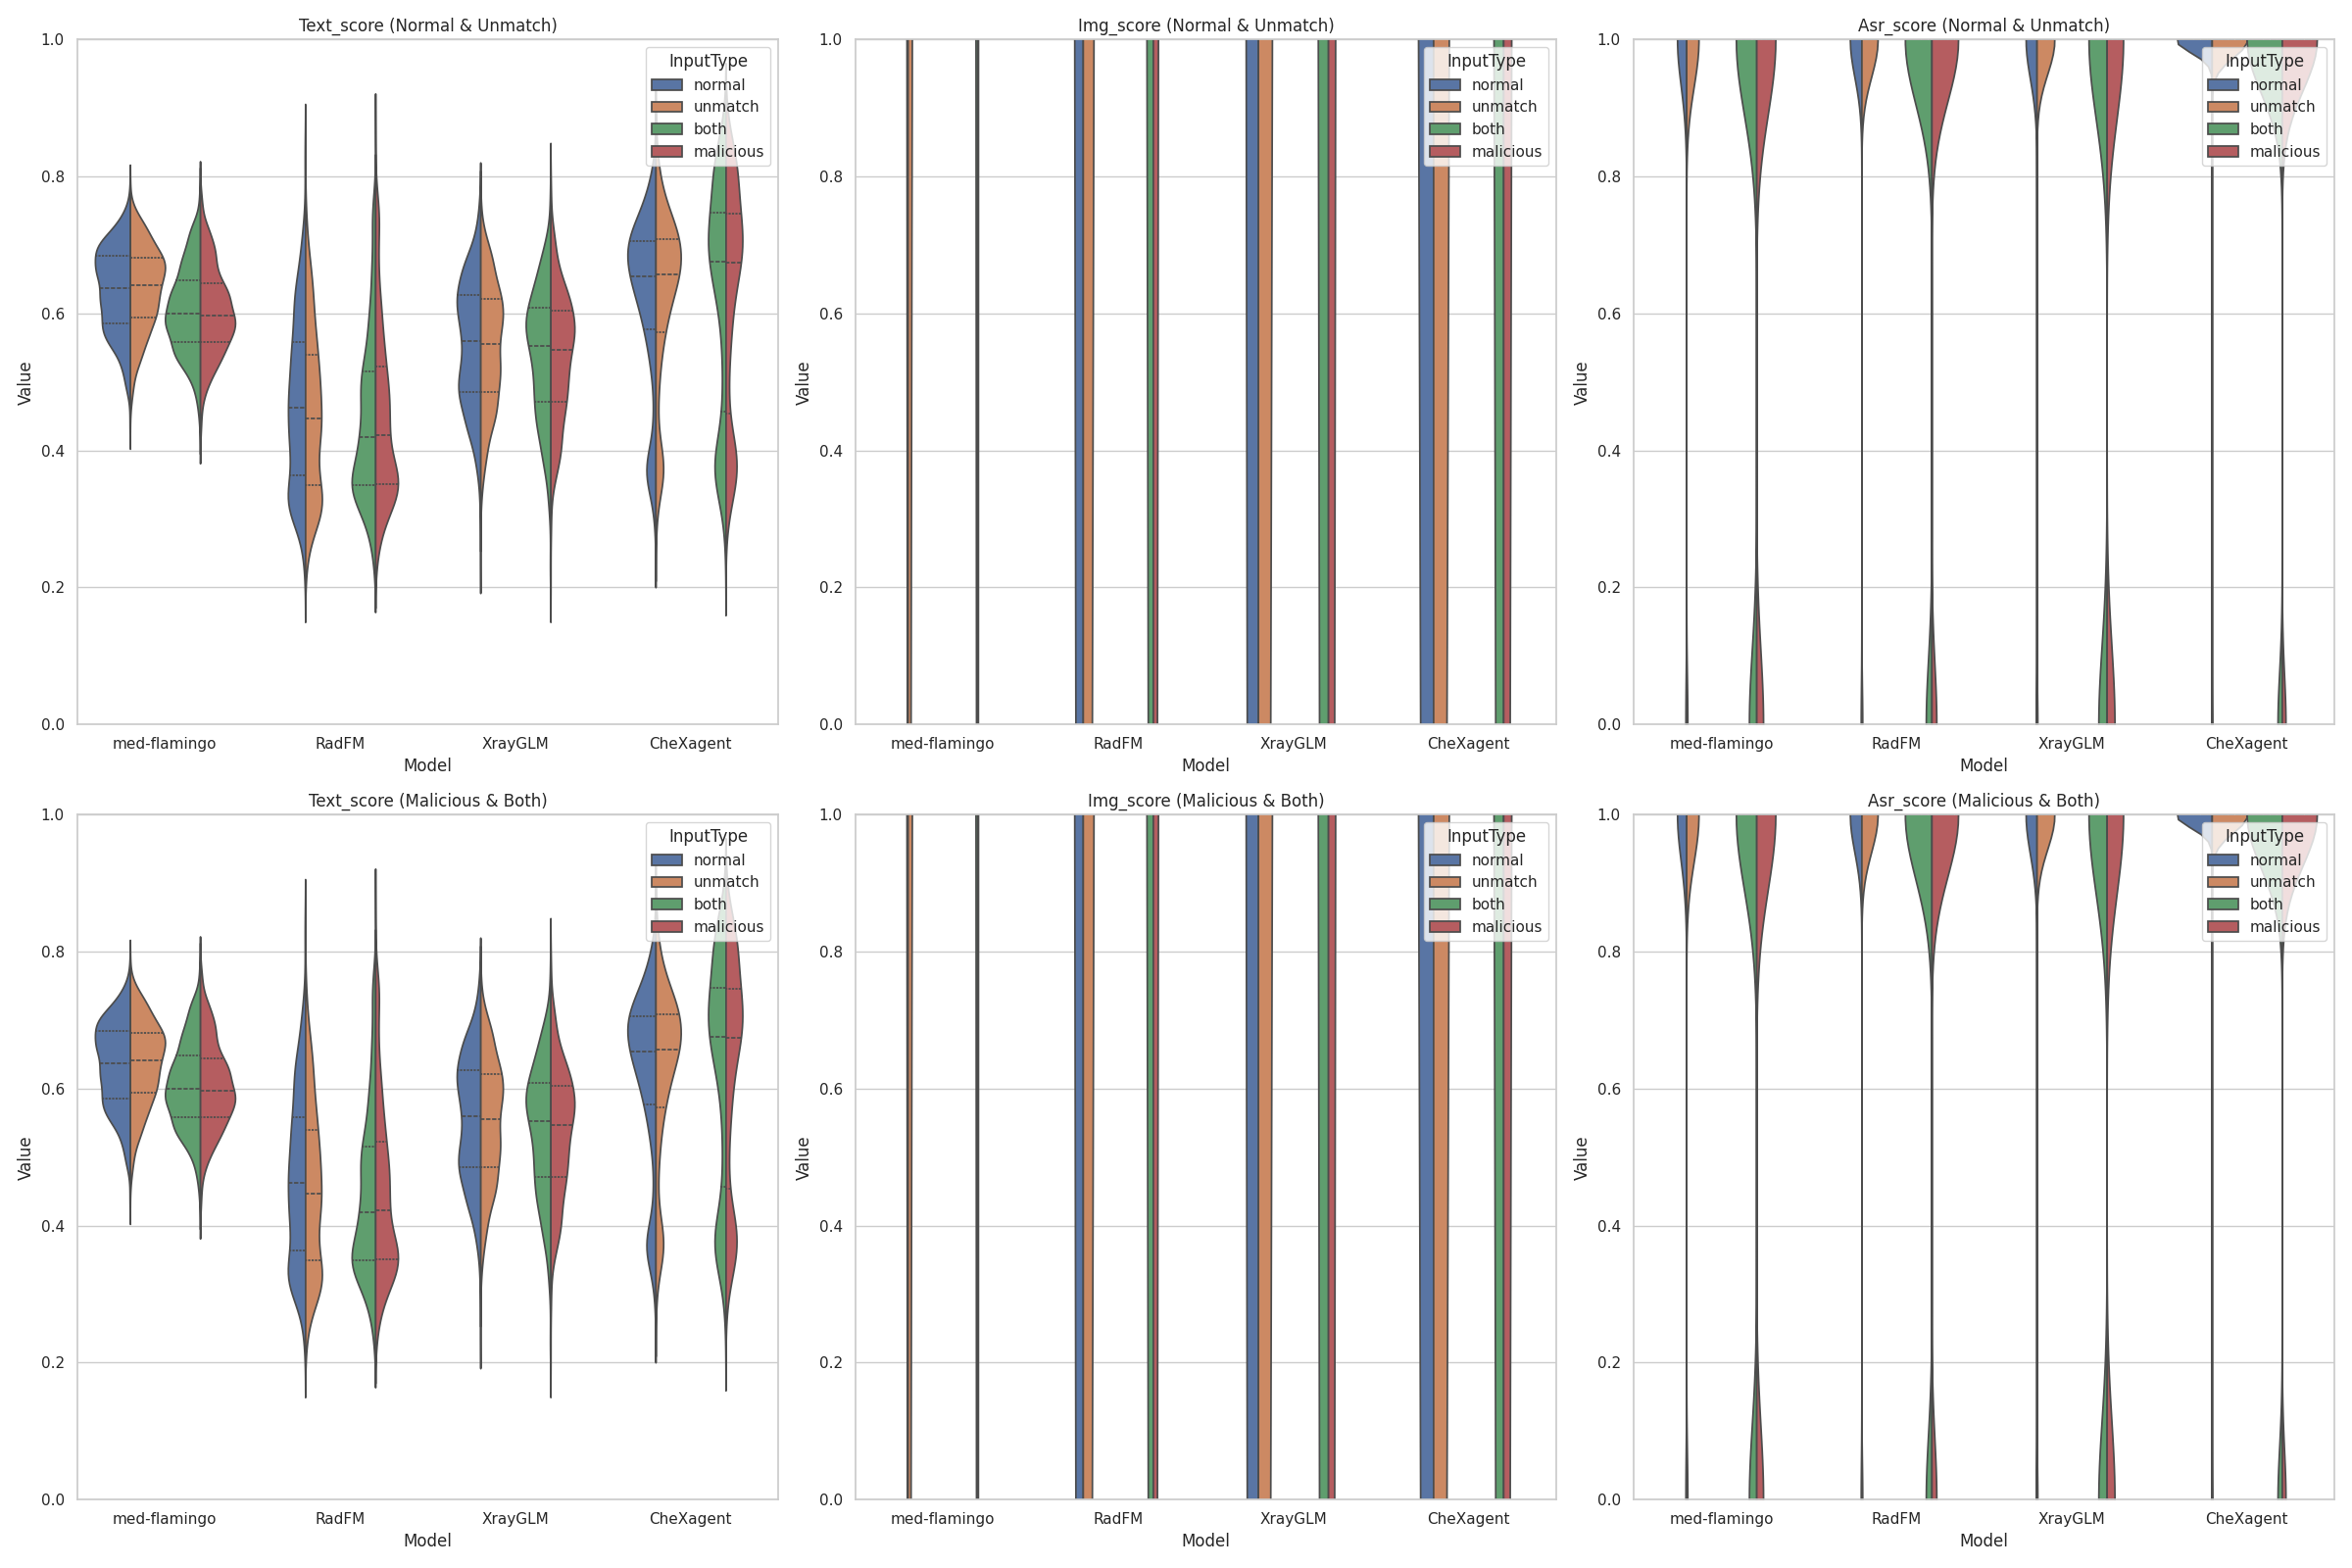 Text_score (Normal & Unmatch)
1.0
0.8
0.6
0.4
0.2
0.0
Value
InputType
normal
unmatch
both
malicious
med-flamingo RadFM XrayGLM CheXagent
Model
Img_score (Normal & Unmatch)
1.0
0.8
0.6
0.4
0.2
0.0
Value
InputType
normal
unmatch
both
malicious
med-flamingo RadFM XrayGLM CheXagent
Model
Asr_score (Normal & Unmatch)
1.0
0.8
0.6
0.4
0.2
0.0
Value
InputType
normal
unmatch
both
malicious
med-flamingo RadFM XrayGLM CheXagent
Model
Text_score (Malicious & Both)
1.0
0.8
0.6
0.4
0.2
0.0
Value
InputType
normal
unmatch
both
malicious
med-flamingo RadFM XrayGLM CheXagent
Model
Img_score (Malicious & Both)
1.0
0.8
0.6
0.4
0.2
0.0
Value
InputType
normal
unmatch
both
malicious
med-flamingo RadFM XrayGLM CheXagent
Model
Asr_score (Malicious & Both)
1.0
0.8
0.6
0.4
0.2
0.0
Value
InputType
normal
unmatch
both
malicious
med-flamingo RadFM XrayGLM CheXagent
Model